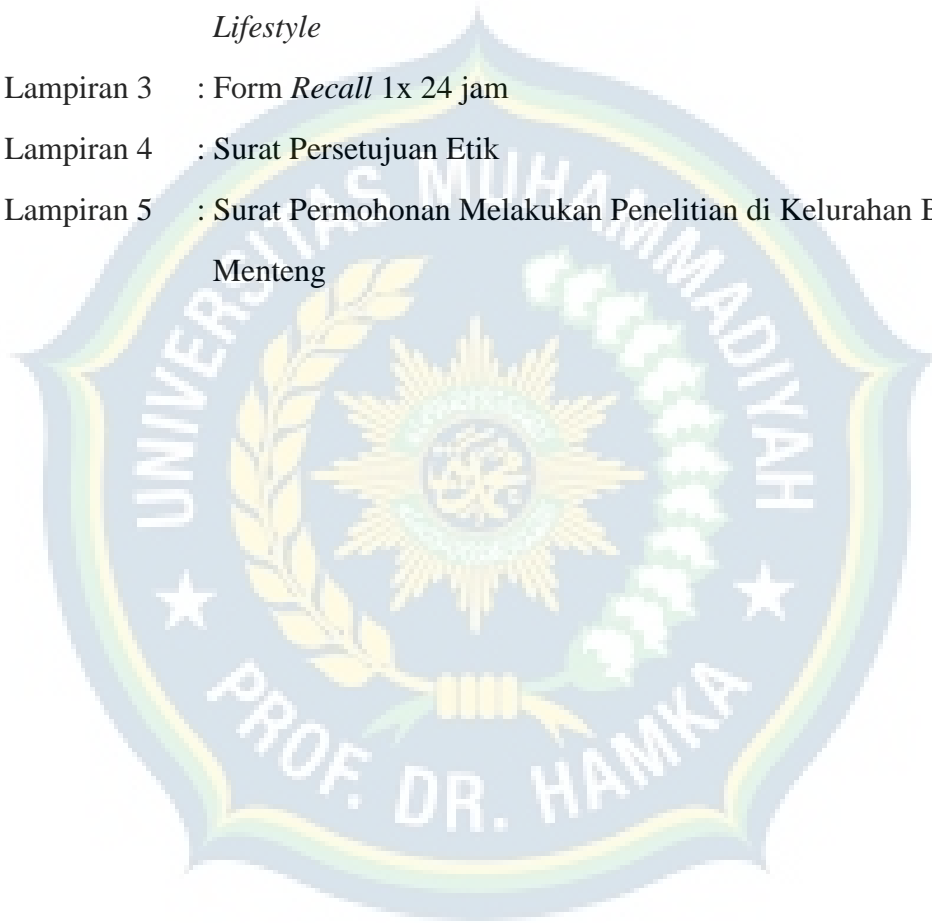 Lifestyle
Lampiran 3 : Form Recall 1x 24 jam
Lampiran 4 : Surat Persetujuan Etik
Lampiran 5 : Surat Permohonan Melakukan Penelitian di Kelurahan
Menteng
UNIVERSITAS MUHAMMADIYAH
PROF. DR. HAMKA